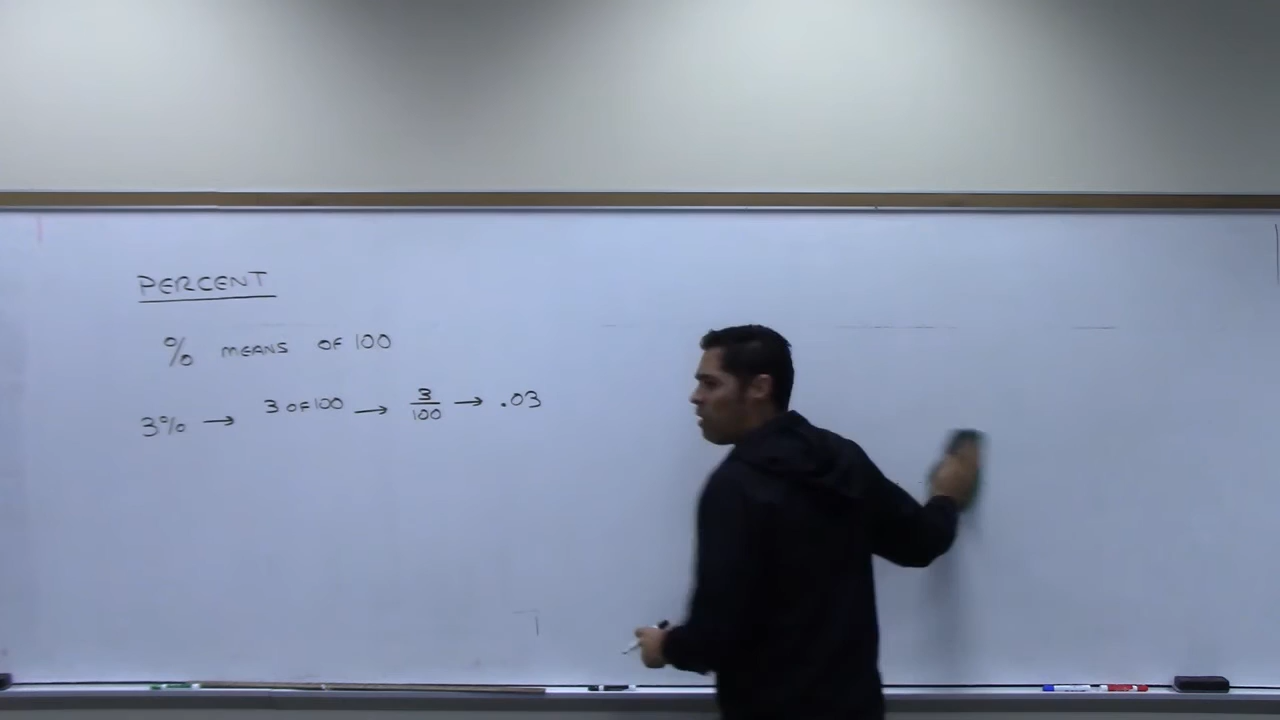 PERCENT
% MEANS OF 100
3% → 3 OF 100 → 3/100 → .03